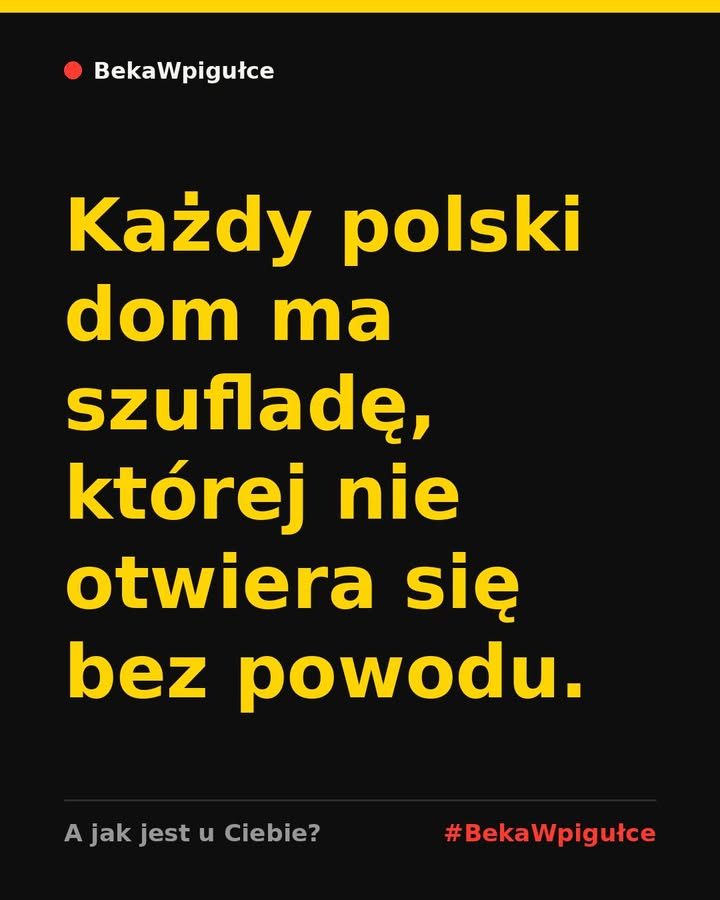 BekaWpigułce
Każdy polski
dom ma
szufladę,
której nie
otwiera się
bez powodu.
A jak jest u Ciebie?
#BekaWpigułce